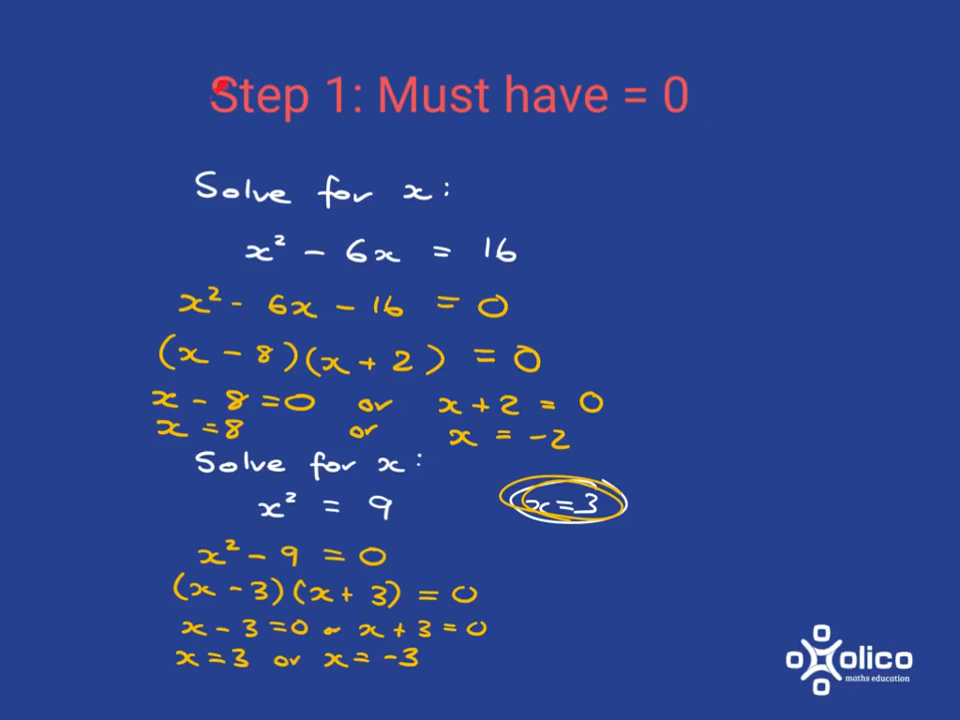 Step 1: Must have = 0
Solve for x:
x² - 6x = 16
x² - 6x - 16 = 0
(x - 8)(x + 2) = 0
x - 8 = 0 or x + 2 = 0
x = 8 or x = -2
Solve for x:
x² = 9
x = 3
x² - 9 = 0
(x - 3)(x + 3) = 0
x - 3 = 0 or x + 3 = 0
x = 3 or x = -3
olico
maths education